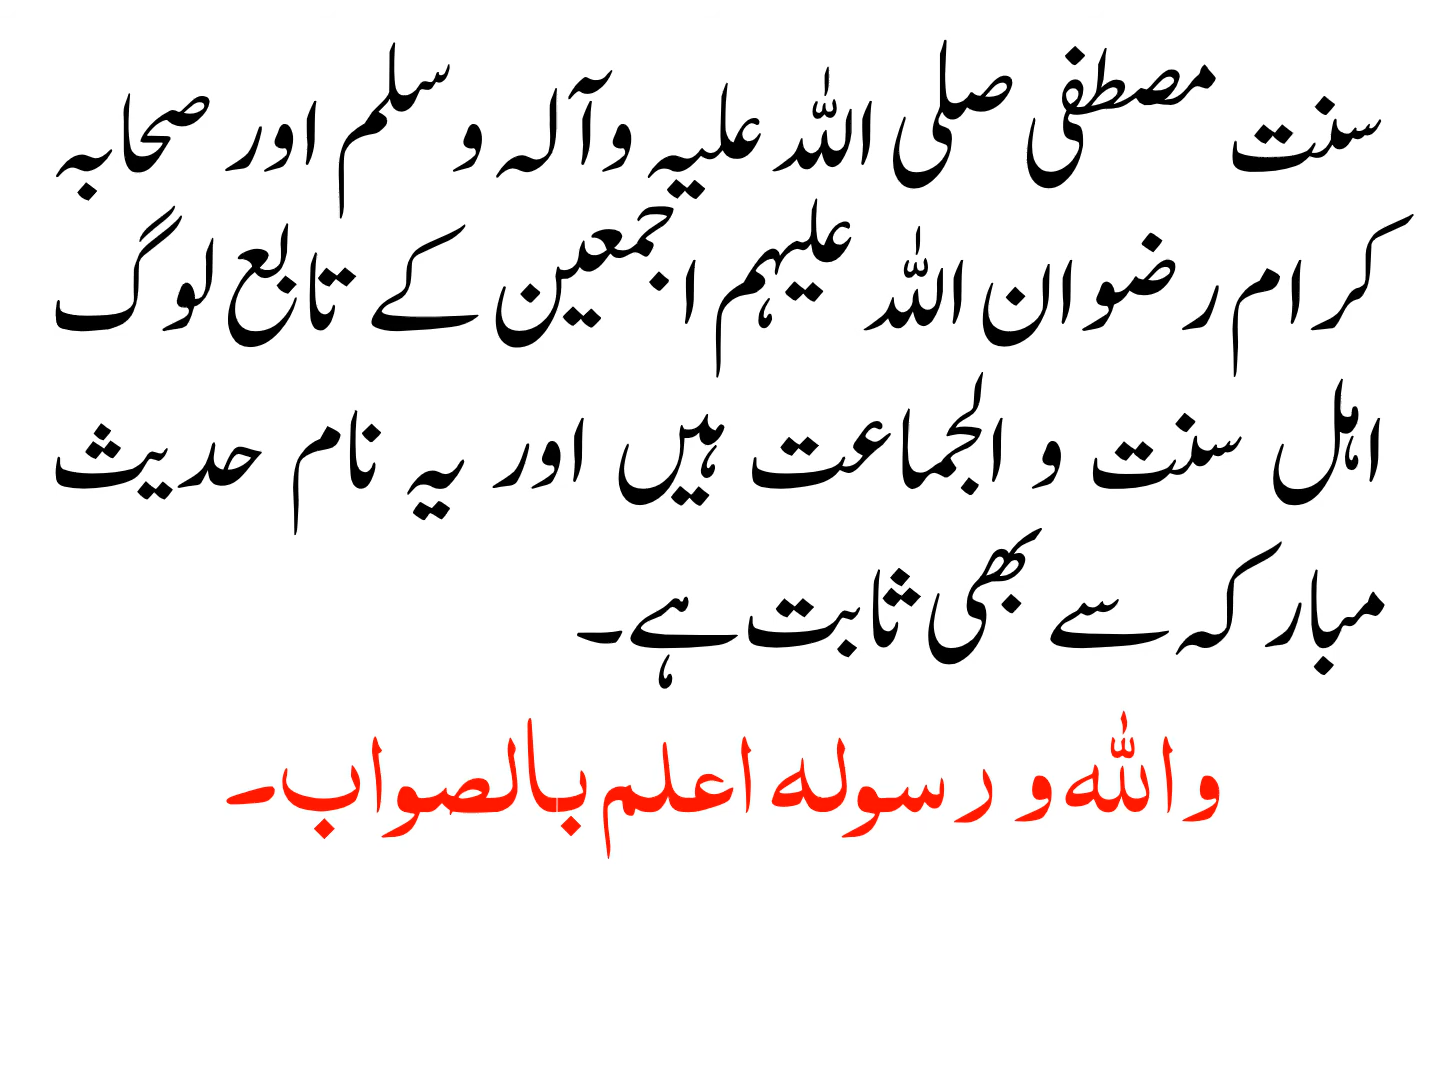 سنت مصطفی صلی اللہ علیہ وآلہ وسلم اور صحابہ
کرام رضوان اللہ علیہم اجمعین کے تابع لوگ
اہل سنت و الجماعت ہیں اور یہ نام حدیث
مبارکہ سے بھی ثابت ہے۔
واللہ و رسولہ اعلم بالصواب۔